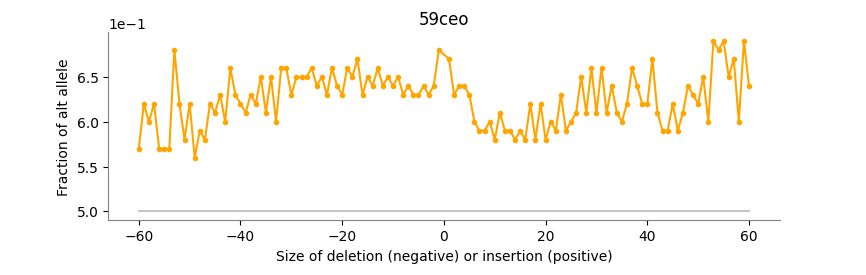 59ceo
1e−1
Fraction of alt allele
6.5
6.0
5.5
5.0
−60 −40 −20 0 20 40 60
Size of deletion (negative) or insertion (positive)